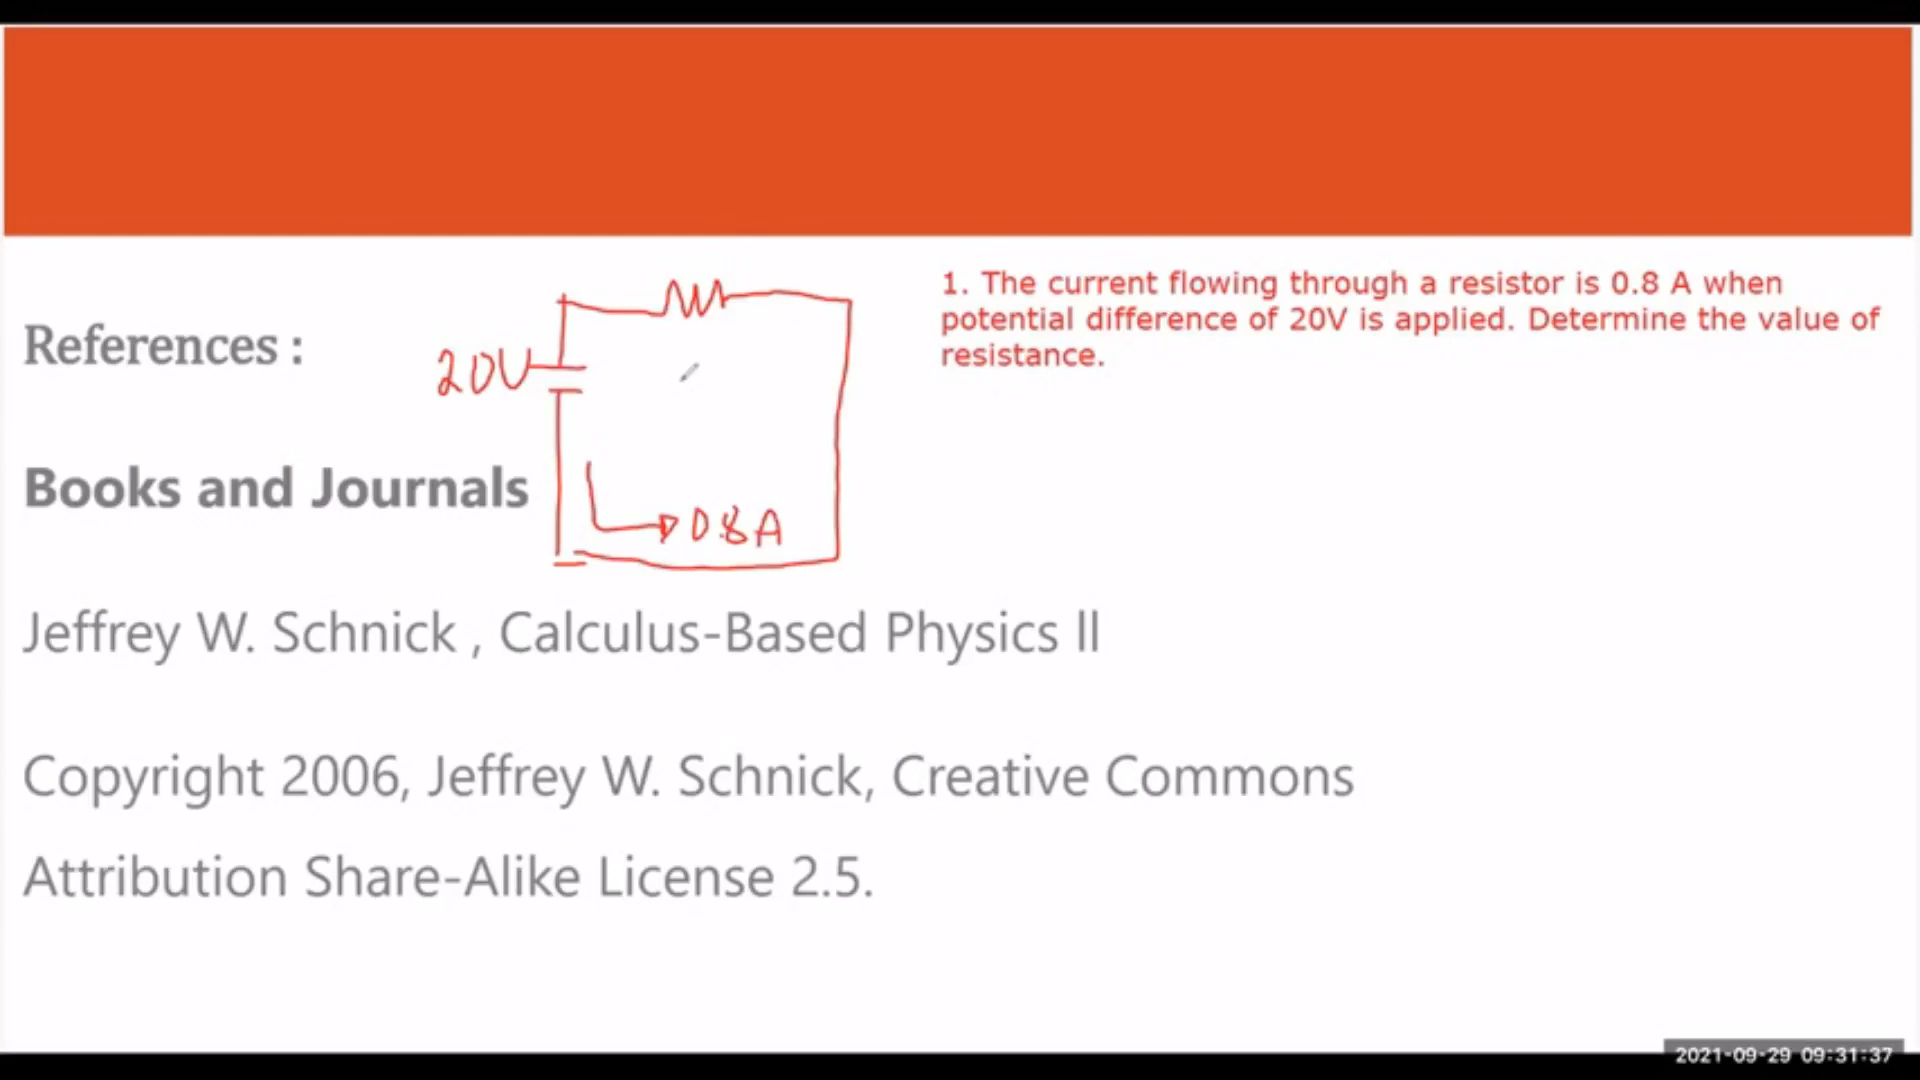 1. The current flowing through a resistor is 0.8 A when
potential difference of 20V is applied. Determine the value of
resistance.
References :
20V
Books and Journals
0.8 A
Jeffrey W. Schnick , Calculus-Based Physics ll
Copyright 2006, Jeffrey W. Schnick, Creative Commons
Attribution Share-Alike License 2.5.
2021-09-29 09:31:37